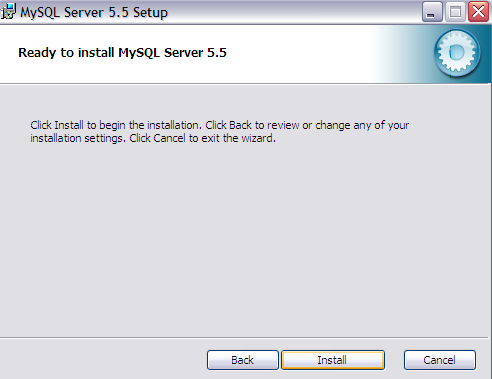 MySQL Server 5.5 Setup
Ready to install MySQL Server 5.5
Click Install to begin the installation. Click Back to review or change any of your
installation settings. Click Cancel to exit the wizard.
Back Install Cancel